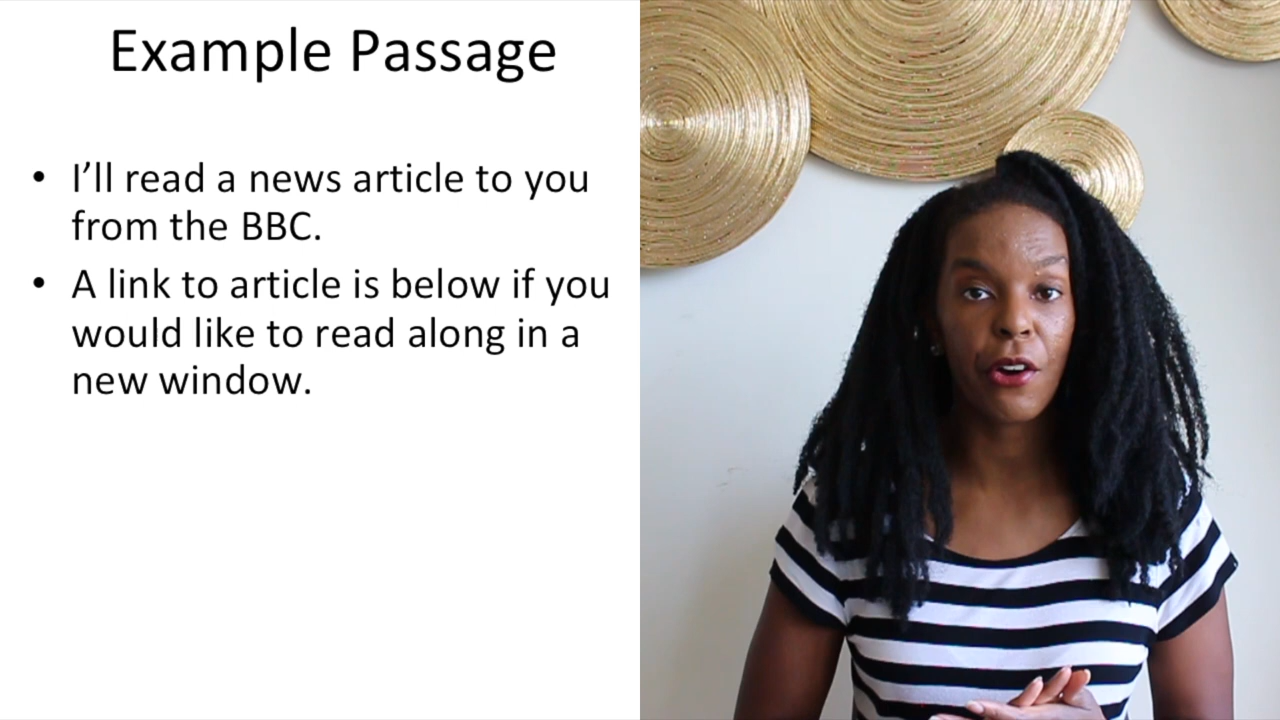 Example Passage
• I’ll read a news article to you
from the BBC.
• A link to article is below if you
would like to read along in a
new window.